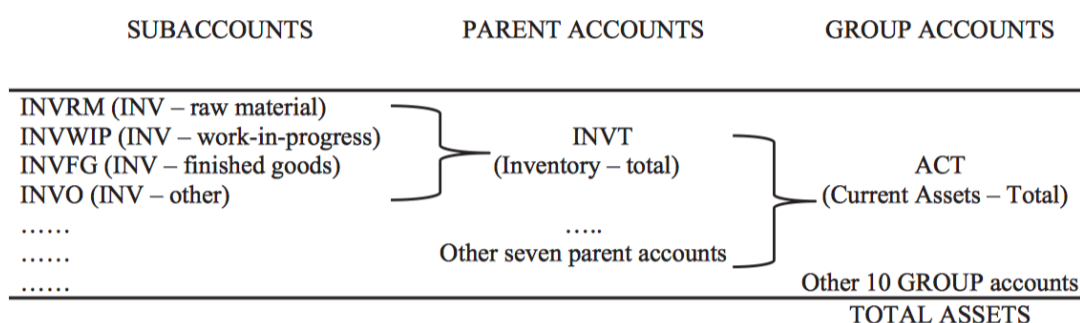 SUBACCOUNTS PARENT ACCOUNTS GROUP ACCOUNTS
INVRM (INV – raw material)
INVWIP (INV – work-in-progress) INVT
INVFG (INV – finished goods) (Inventory – total) ACT
INVO (INV – other) (Current Assets – Total)
…… …..
…… Other seven parent accounts
…… Other 10 GROUP accounts
TOTAL ASSETS